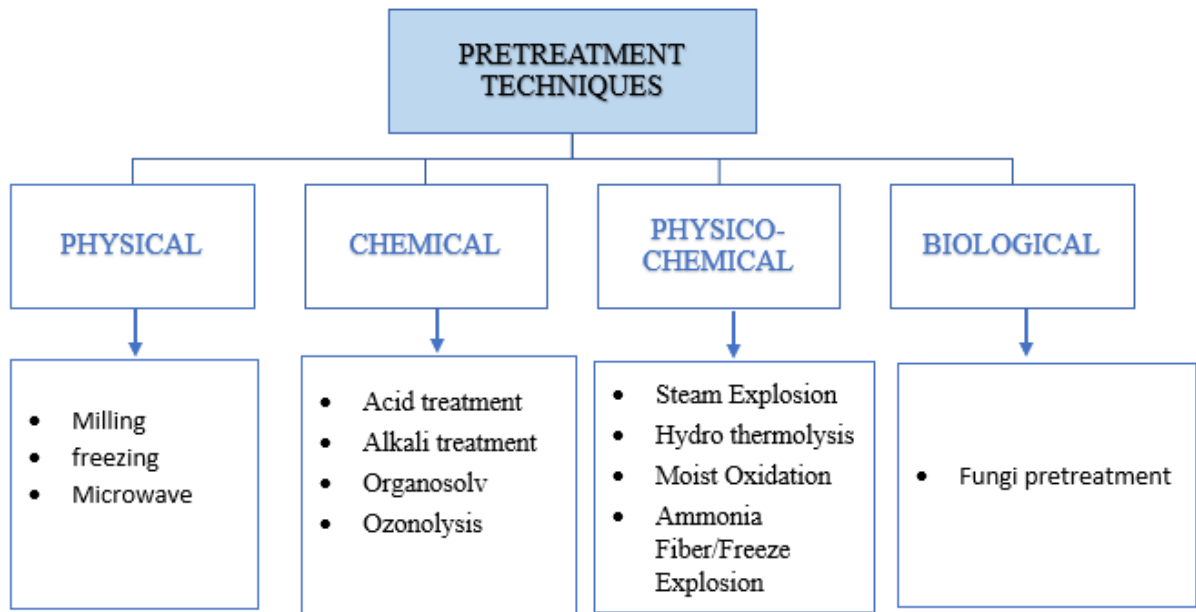 PRETREATMENT
TECHNIQUES
PHYSICAL
CHEMICAL
PHYSICO-
CHEMICAL
BIOLOGICAL
• Milling
• freezing
• Microwave
• Acid treatment
• Alkali treatment
• Organosolv
• Ozonolysis
• Steam Explosion
• Hydro thermolysis
• Moist Oxidation
• Ammonia
Fiber/Freeze
Explosion
• Fungi pretreatment